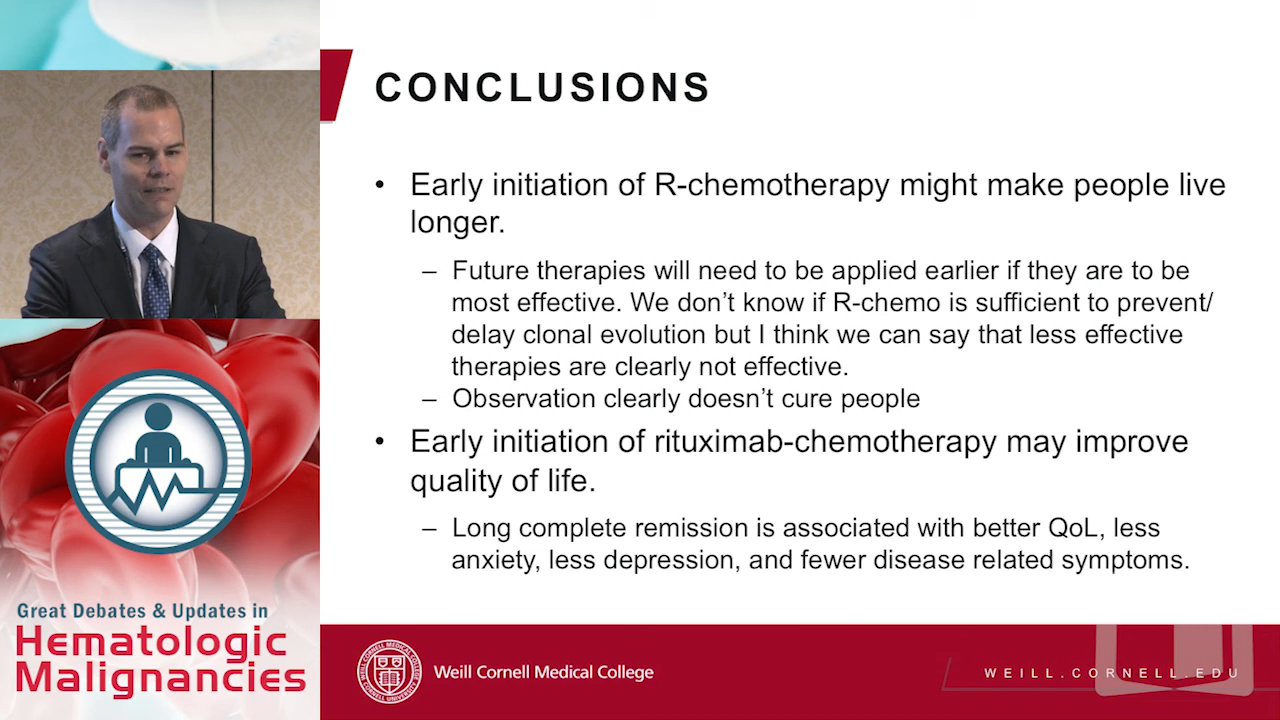 CONCLUSIONS
• Early initiation of R-chemotherapy might make people live
longer.
– Future therapies will need to be applied earlier if they are to be
most effective. We don’t know if R-chemo is sufficient to prevent/
delay clonal evolution but I think we can say that less effective
therapies are clearly not effective.
– Observation clearly doesn’t cure people
• Early initiation of rituximab-chemotherapy may improve
quality of life.
– Long complete remission is associated with better QoL, less
anxiety, less depression, and fewer disease related symptoms.
Great Debates & Updates in
Hematologic
Malignancies
Weill Cornell Medical College
WEILL.CORNELL.EDU